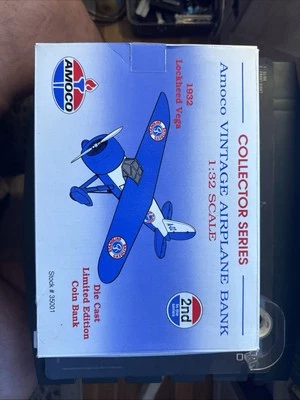 COLLECTOR SERIES
Amoco VINTAGE AIRPLANE BANK
1:32 SCALE
1932
Lockheed Vega
AMOCO
2nd
Die Cast
Limited Edition
Coin Bank
Stock # 35001